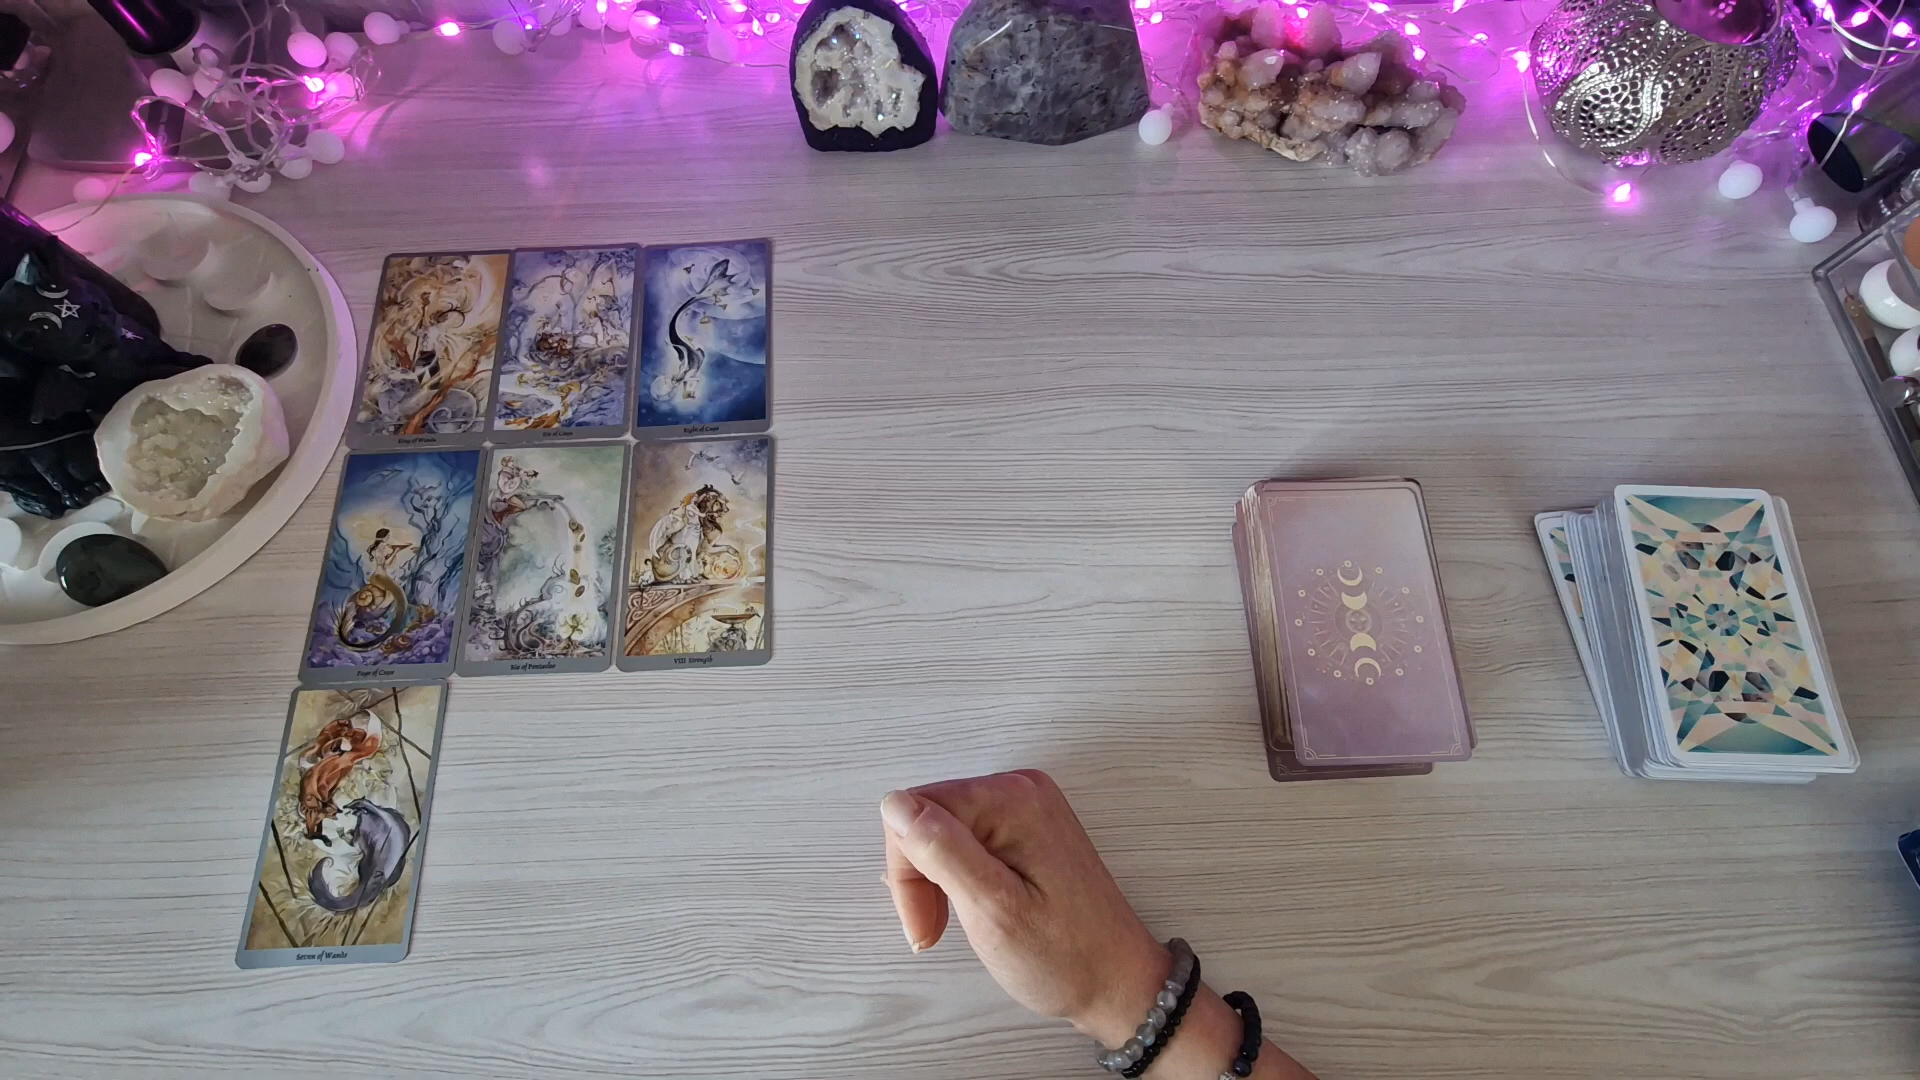 King of Wands
Six of Cups
Eight of Cups
Page of Cups
Six of Pentacles
VIII Strength
Seven of Wands